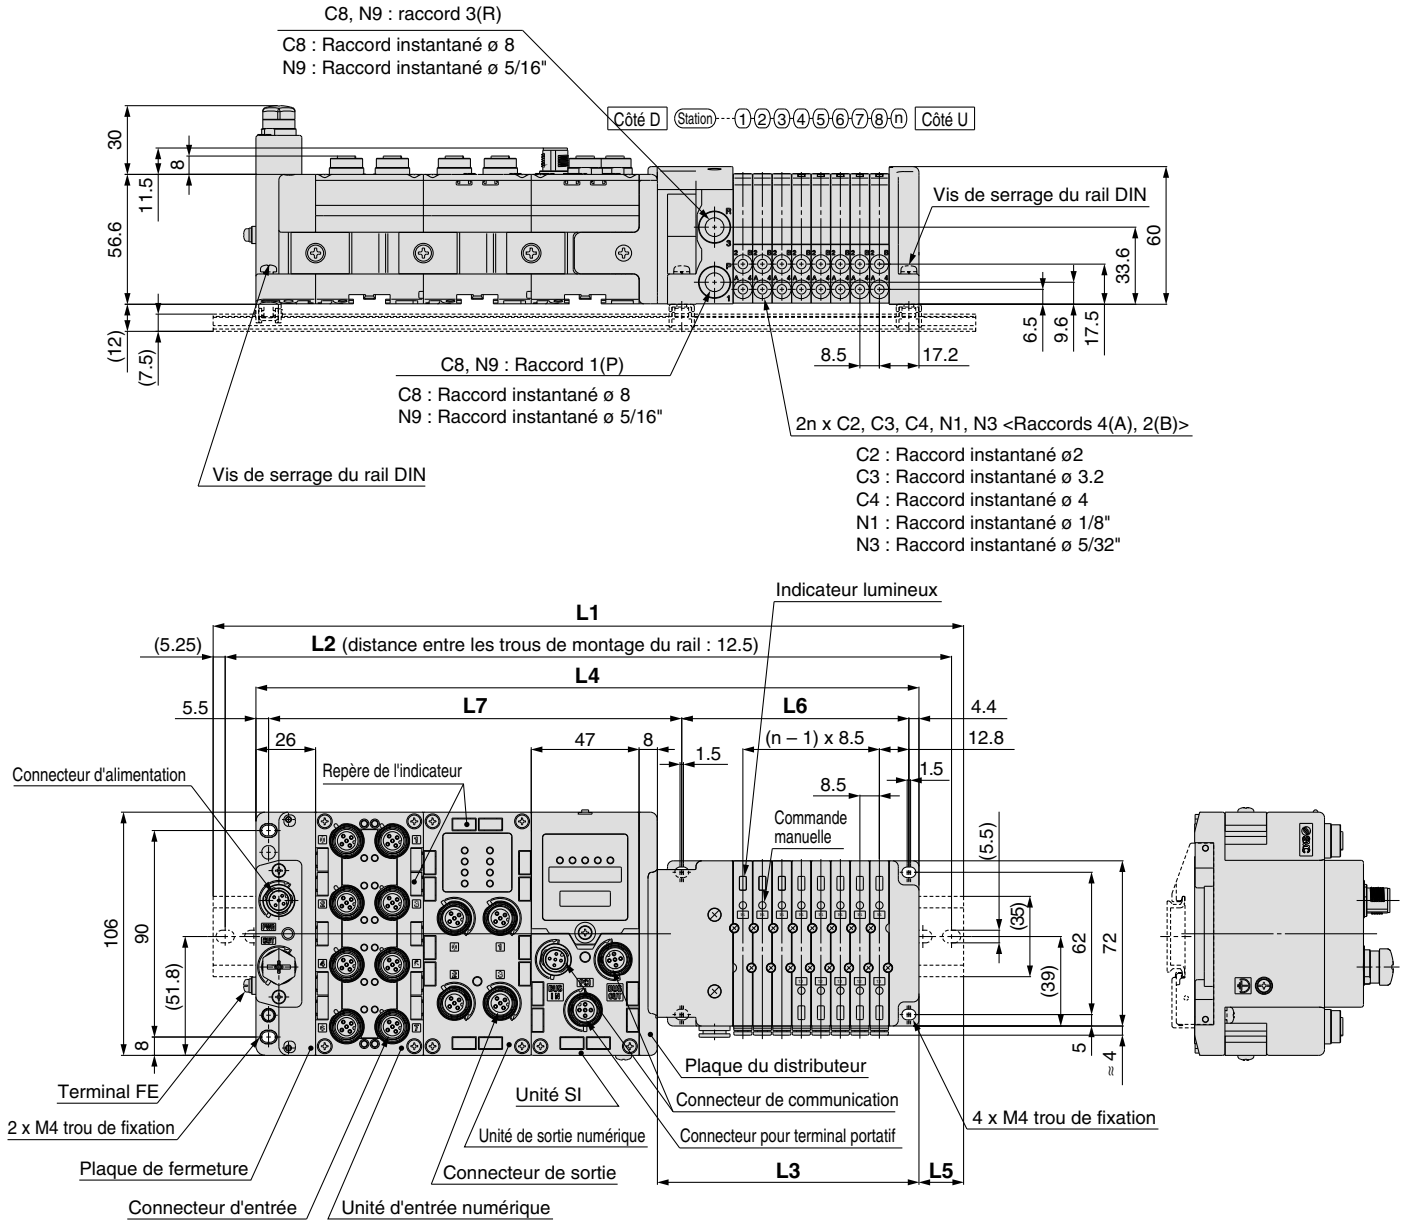 C8, N9 : raccord 3(R)
C8 : Raccord instantané ø 8
N9 : Raccord instantané ø 5/16"
Côté D
Station
1 2 3 4 5 6 7 8 n
Côté U
30
11.5
8
56.6
(12)
(7.5)
R
3
P
1
Vis de serrage du rail DIN
60
33.6
17.5
9.6
6.5
8.5
17.2
C8, N9 : Raccord 1(P)
C8 : Raccord instantané ø 8
N9 : Raccord instantané ø 5/16"
2n x C2, C3, C4, N1, N3 <Raccords 4(A), 2(B)>
C2 : Raccord instantané ø2
C3 : Raccord instantané ø 3.2
C4 : Raccord instantané ø 4
N1 : Raccord instantané ø 1/8"
N3 : Raccord instantané ø 5/32"
Vis de serrage du rail DIN
Indicateur lumineux
L1
(5.25)
L2 (distance entre les trous de montage du rail : 12.5)
L4
5.5
L7
L6
4.4
26
47
8
(n – 1) x 8.5
12.8
1.5
1.5
8.5
Connecteur d'alimentation
Repère de l'indicateur
Commande
manuelle
(5.5)
106
90
(51.8)
8
PWR
OUT
BUS
IN
PCI
BUS
OUT
(35)
(39)
62
72
5
≈ 4
SMC
Terminal FE
2 x M4 trou de fixation
Plaque de fermeture
Connecteur d'entrée
Unité d'entrée numérique
Connecteur de sortie
Unité de sortie numérique
Unité SI
Plaque du distributeur
Connecteur de communication
Connecteur pour terminal portatif
4 x M4 trou de fixation
L3
L5